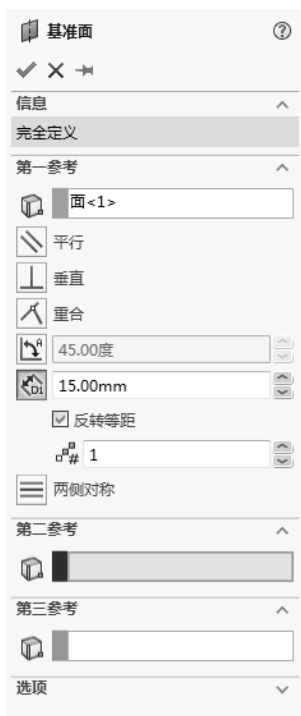 基准面
信息
完全定义
第一参考
面<1>
平行
垂直
重合
45.00度
15.00mm
反转等距
1
两侧对称
第二参考
第三参考
选项